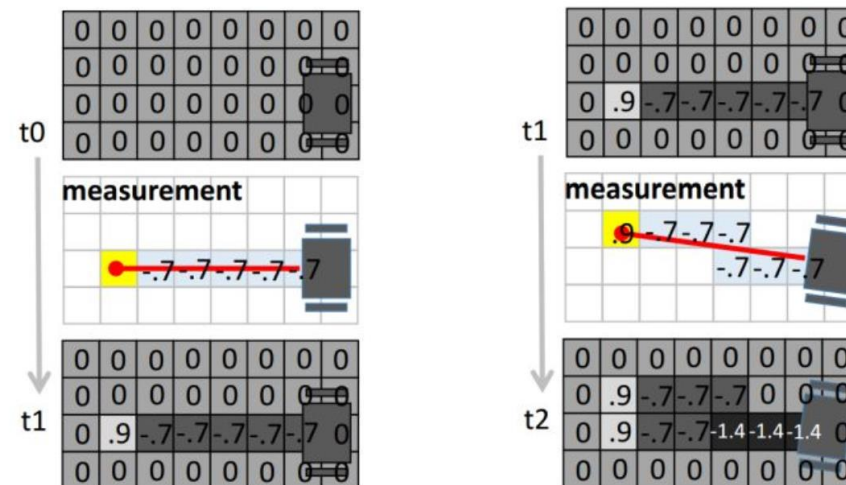 0 0 0 0 0 0 0 0
0 0 0 0 0 0 0 0
0 0 0 0 0 0 0 0
t0
0 0 0 0 0 0 0 0
measurement
-.7 -.7 -.7 -.7 -.7
0 0 0 0 0 0 0 0
0 0 0 0 0 0 0 0
t1
0 .9 -.7 -.7 -.7 -.7 -.7 0
0 0 0 0 0 0 0 0
0 0 0 0 0 0 0 0
0 0 0 0 0 0 0 0
0 .9 -.7 -.7 -.7 -.7 -.7 0
t1
0 0 0 0 0 0 0 0
measurement
.9 -.7 -.7 -.7
-.7 -.7 -.7
0 0 0 0 0 0 0 0
0 .9 -.7 -.7 -.7 0 0 0
t2
0 .9 -.7 -.7 -1.4 -1.4 -1.4 0
0 0 0 0 0 0 0 0